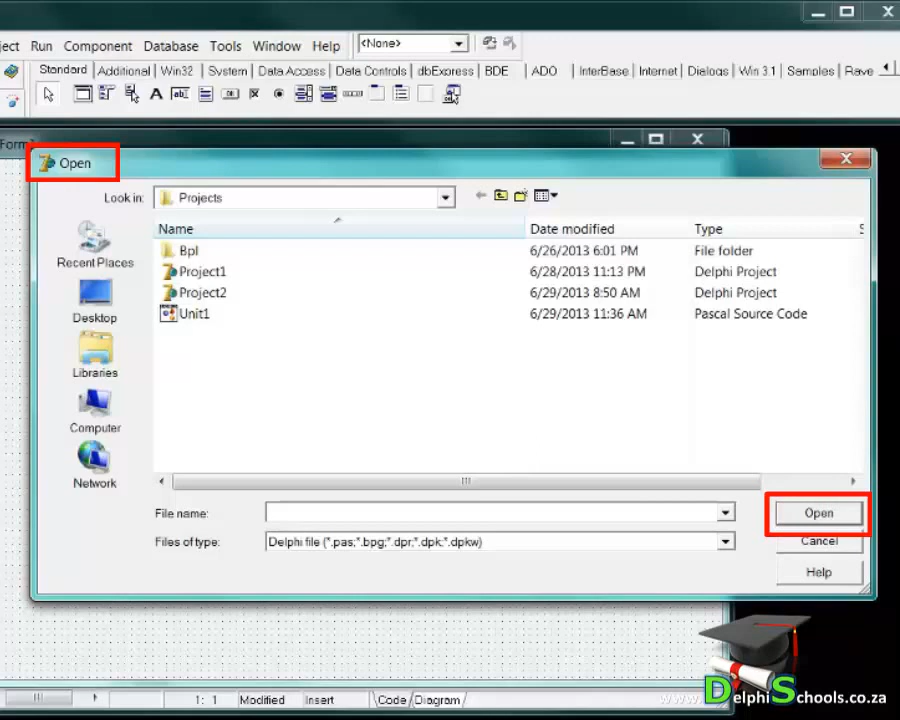 ject Run Component Database Tools Window Help <None>
Standard Additional Win32 System Data Access Data Controls dbExpress BDE ADO InterBase Internet Dialogs Win 3.1 Samples Rave
Form
Open
Look in: Projects
Name Date modified Type S
Bpl 6/26/2013 6:01 PM File folder
Project1 6/28/2013 11:13 PM Delphi Project
Project2 6/29/2013 8:50 AM Delphi Project
Unit1 6/29/2013 11:36 AM Pascal Source Code
Recent Places
Desktop
Libraries
Computer
Network
File name: Open
Files of type: Delphi file (*.pas;*.bpg;*.dpr;*.dpk;*.dpkw) Cancel
Help
1: 1 Modified Insert Code Diagram
www.DelphiSchools.co.za